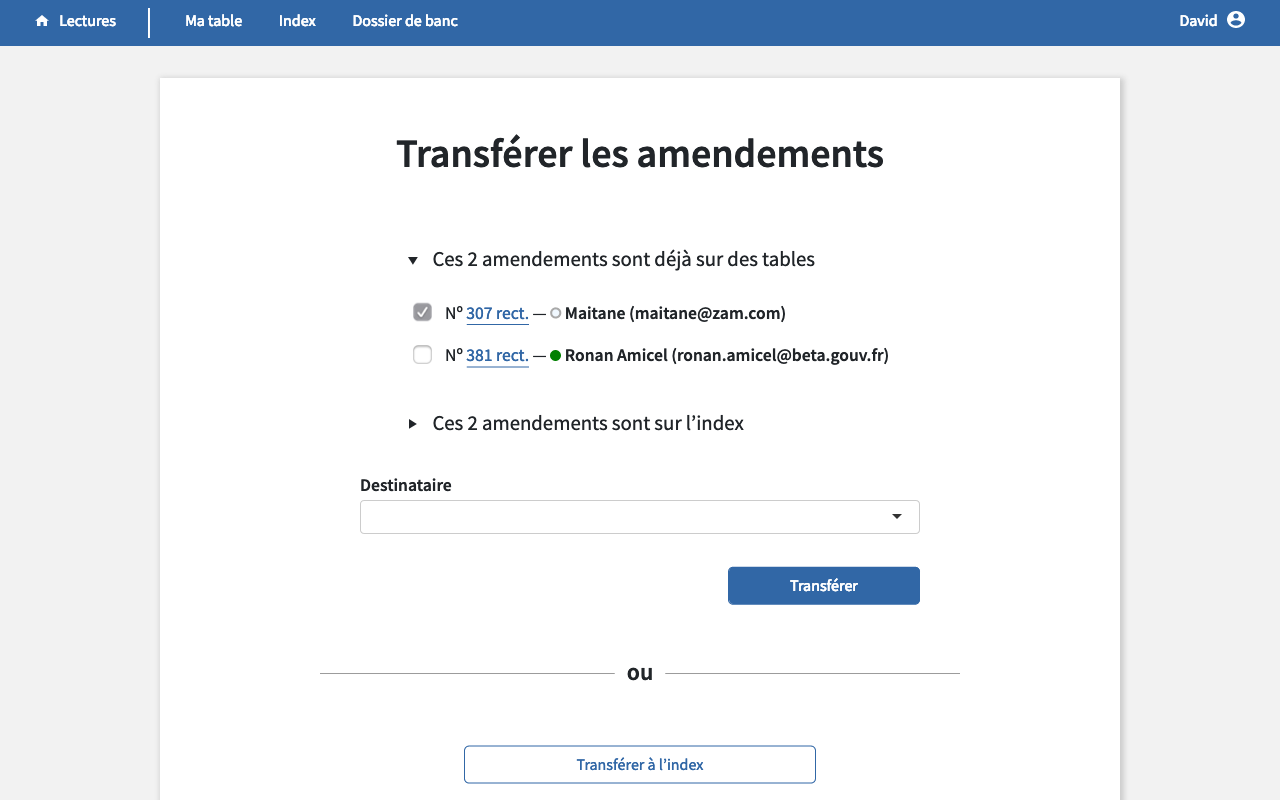 Lectures Ma table Index Dossier de banc David
Transférer les amendements
Ces 2 amendements sont déjà sur des tables
Nº 307 rect. — Maitane (maitane@zam.com)
Nº 381 rect. — Ronan Amicel (ronan.amicel@beta.gouv.fr)
Ces 2 amendements sont sur l’index
Destinataire
Transférer
ou
Transférer à l’index